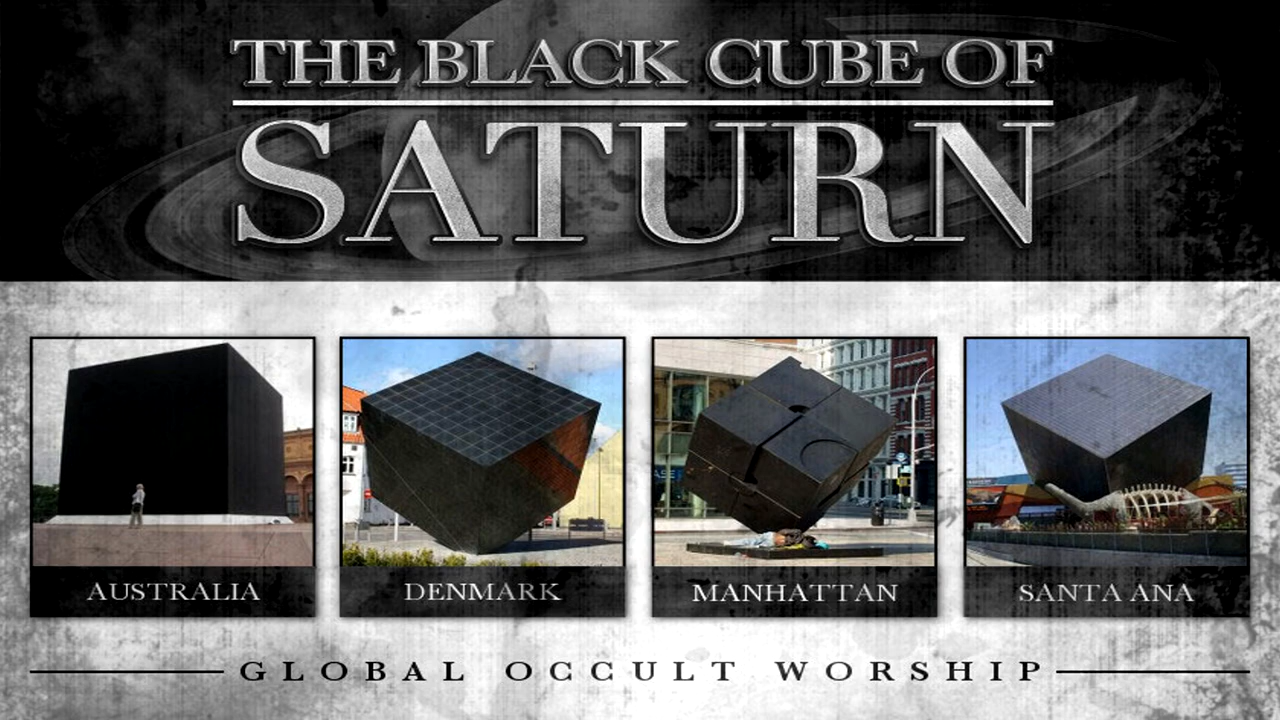 THE BLACK CUBE OF
SATURN
AUSTRALIA
DENMARK
MANHATTAN
SANTA ANA
GLOBAL OCCULT WORSHIP